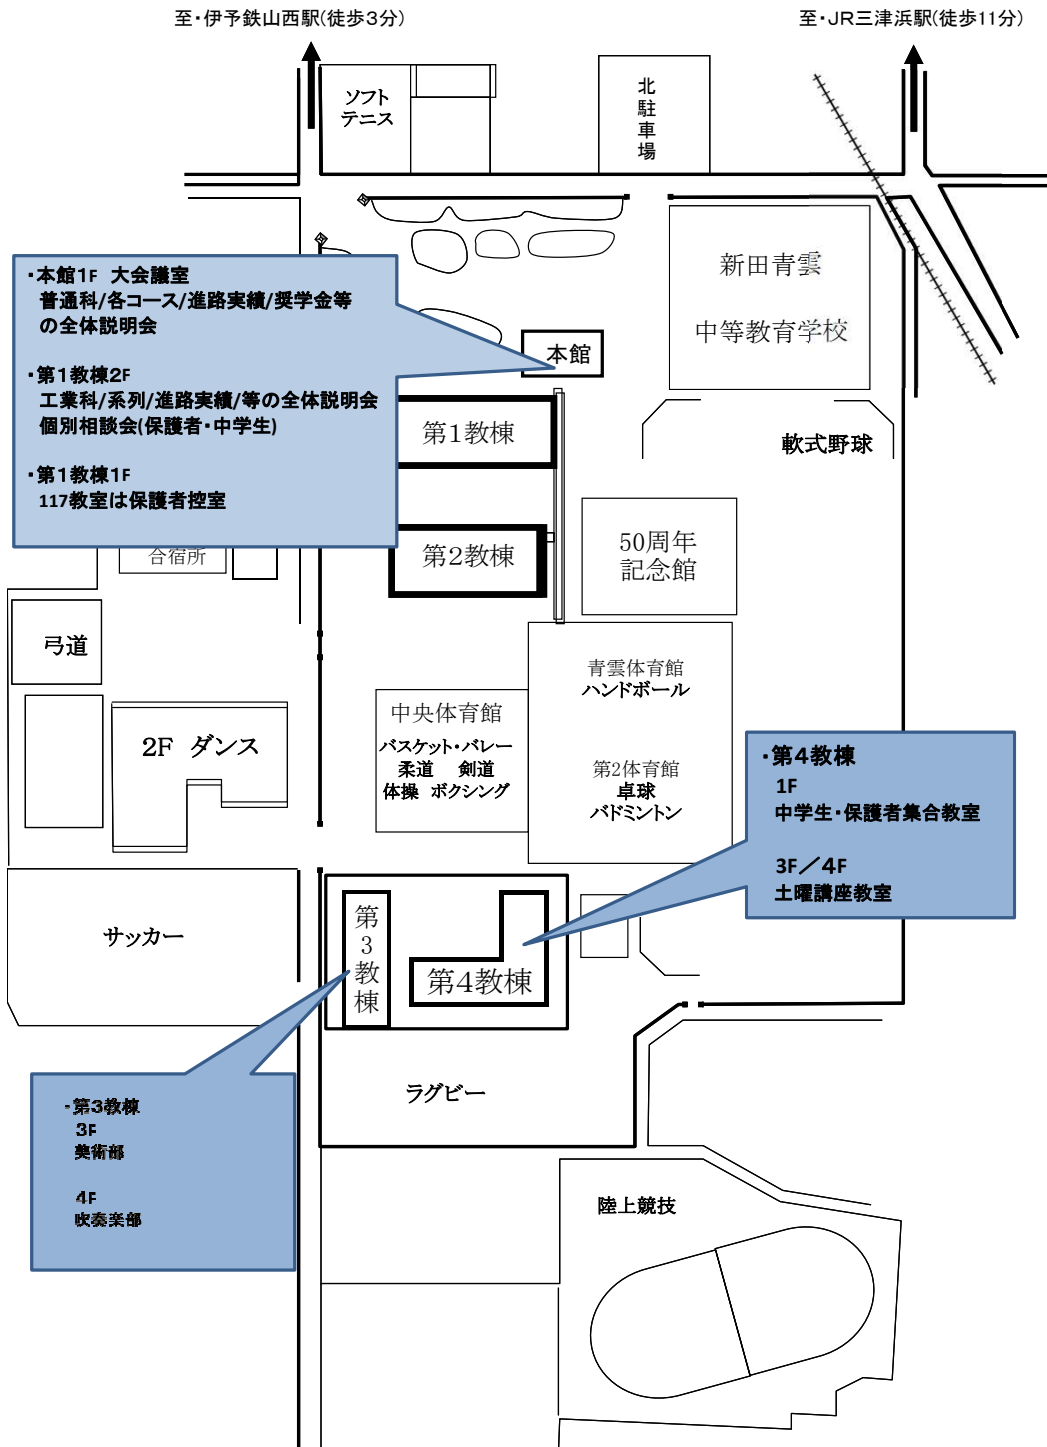 至・伊予鉄山西駅(徒歩3分)
至・JR三津浜駅(徒歩11分)
ソフト
テニス
北駐車場
新田青雲
中等教育学校
・本館1F 大会議室
普通科/各コース/進路実績/奨学金等
の全体説明会
・第1教棟2F
工業科/系列/進路実績/等の全体説明会
個別相談会(保護者・中学生)
・第1教棟1F
117教室は保護者控室
本館
第1教棟
軟式野球
第2教棟
50周年
記念館
合宿所
弓道
青雲体育館
ハンドボール
中央体育館
バスケット・バレー
柔道 剣道
体操 ボクシング
2F ダンス
第2体育館
卓球
バドミントン
・第4教棟
1F
中学生・保護者集合教室
3F／4F
土曜講座教室
サッカー
第3教棟
第4教棟
ラグビー
・第3教棟
3F
美術部
4F
吹奏楽部
陸上競技